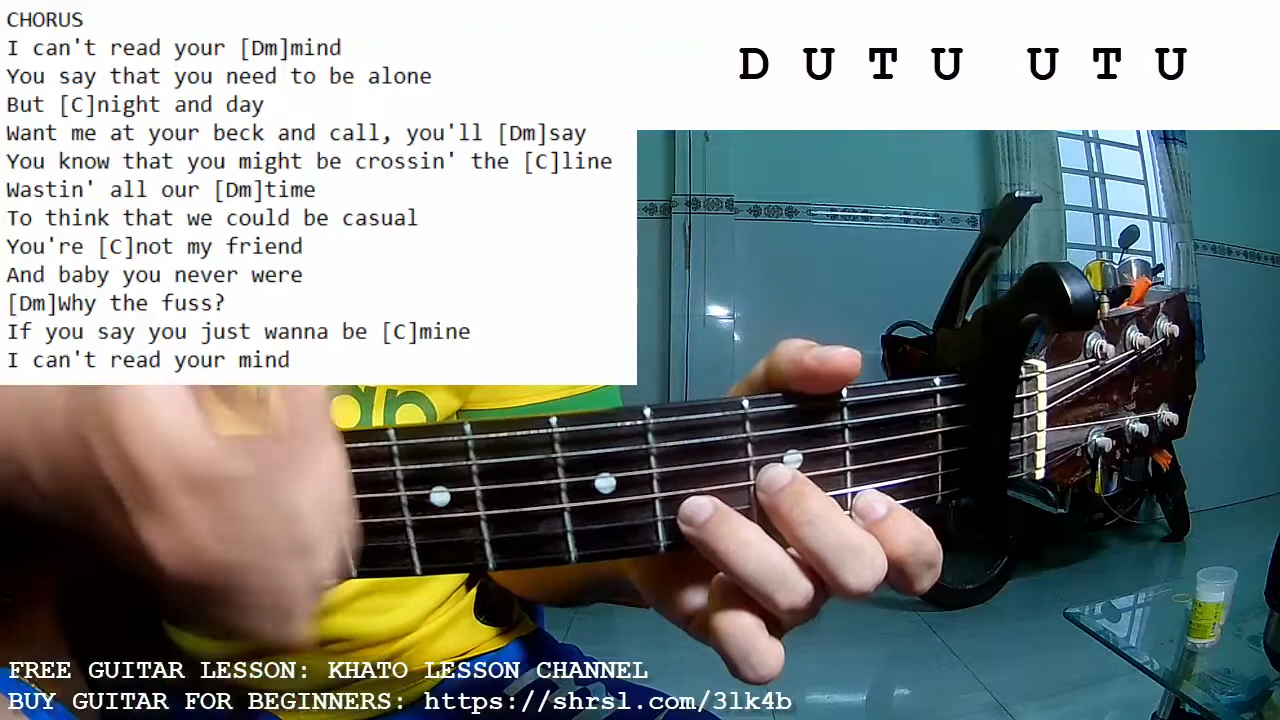 CHORUS
I can't read your [Dm]mind
You say that you need to be alone
But [C]night and day
Want me at your beck and call, you'll [Dm]say
You know that you might be crossin' the [C]line
Wastin' all our [Dm]time
To think that we could be casual
You're [C]not my friend
And baby you never were
[Dm]Why the fuss?
If you say you just wanna be [C]mine
I can't read your mind
D U T U U T U
FREE GUITAR LESSON: KHATO LESSON CHANNEL
BUY GUITAR FOR BEGINNERS: https://shrsl.com/3lk4b